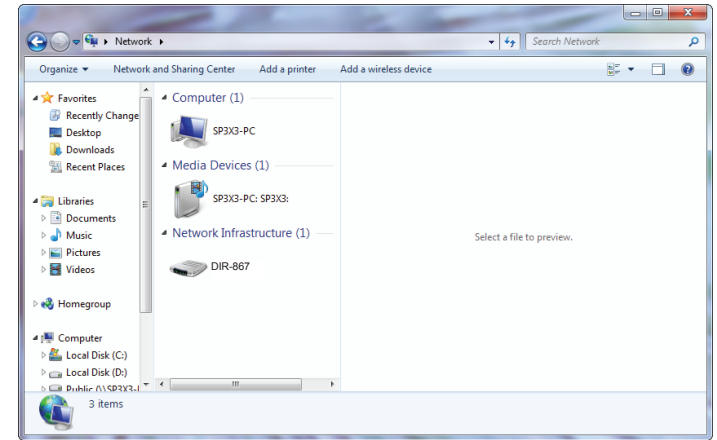 Network
Search Network
Organize
Network and Sharing Center
Add a printer
Add a wireless device
Favorites
Recently Change
Desktop
Downloads
Recent Places
Libraries
Documents
Music
Pictures
Videos
Homegroup
Computer
Local Disk (C:)
Local Disk (D:)
Computer (1)
SP3X3-PC
Media Devices (1)
SP3X3-PC: SP3X3:
Network Infrastructure (1)
DIR-867
Select a file to preview.
3 items